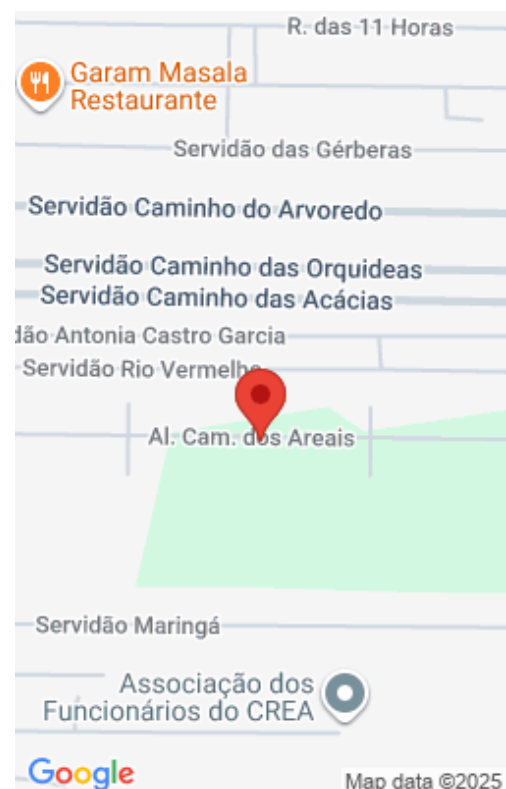 R. das 11 Horas
Garam Masala
Restaurante
Servidão das Gérberas
Servidão Caminho do Arvoredo
Servidão Caminho das Orquideas
Servidão Caminho das Acácias
dão Antonia Castro Garcia
Servidão Rio Vermelho
Al. Cam. dos Areais
Servidão Maringá
Associação dos
Funcionários do CREA
Google
Map data ©2025